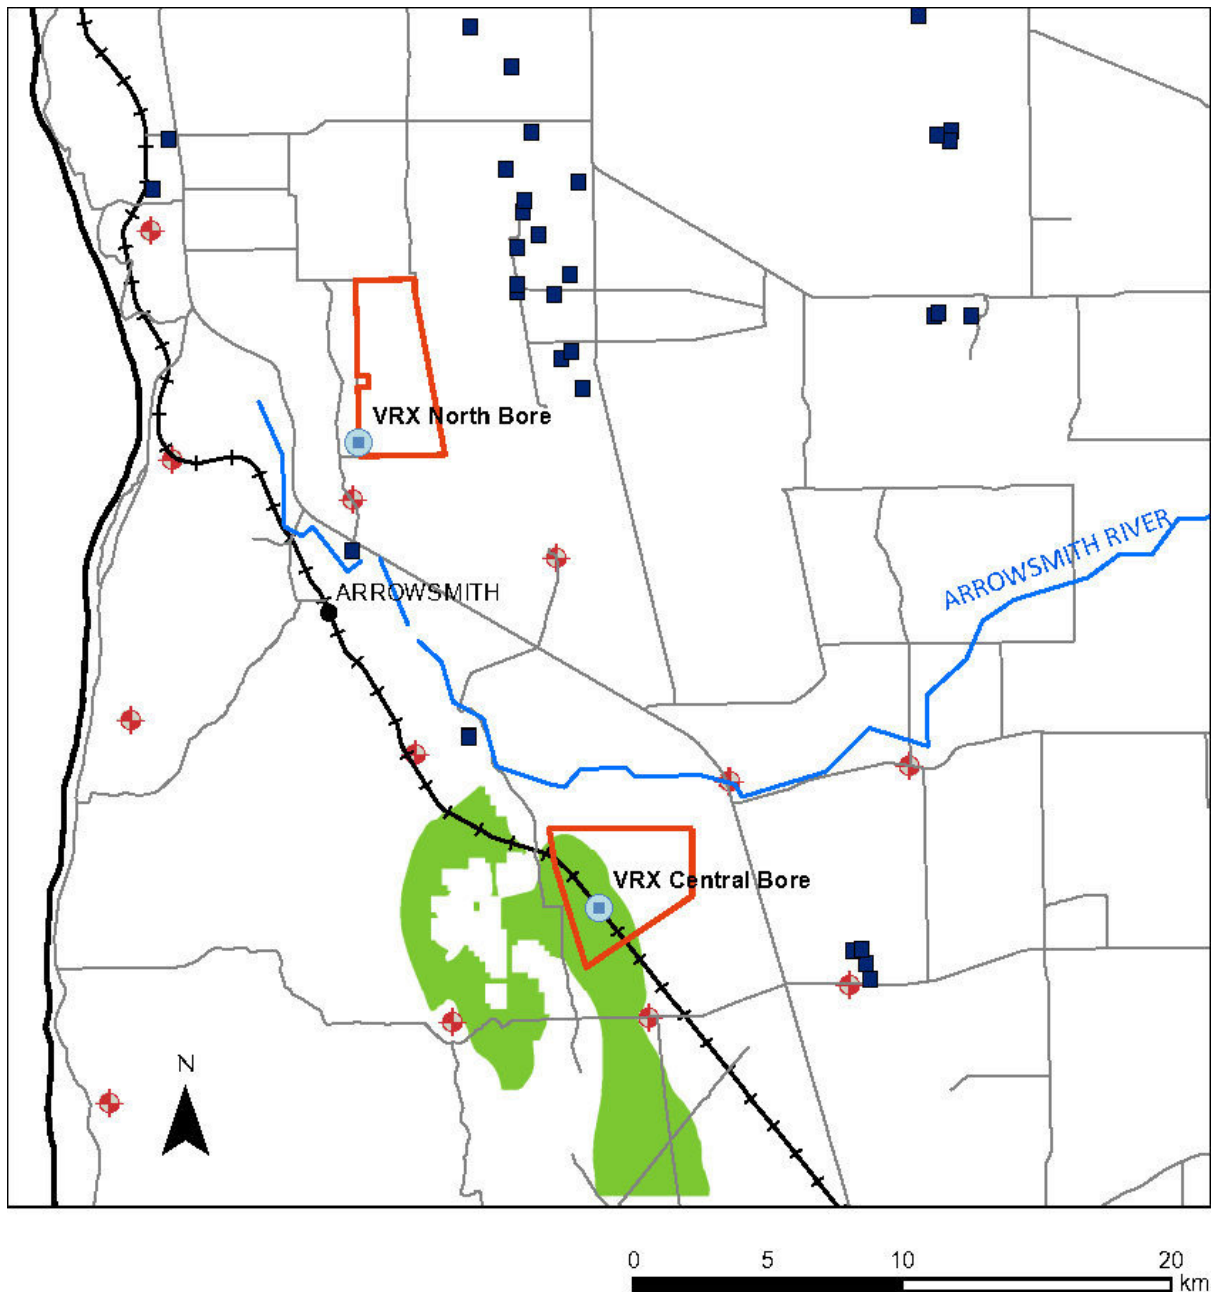 VRX North Bore
ARROWSMITH RIVER
ARROWSMITH
VRX Central Bore
N
0 5 10 20
km